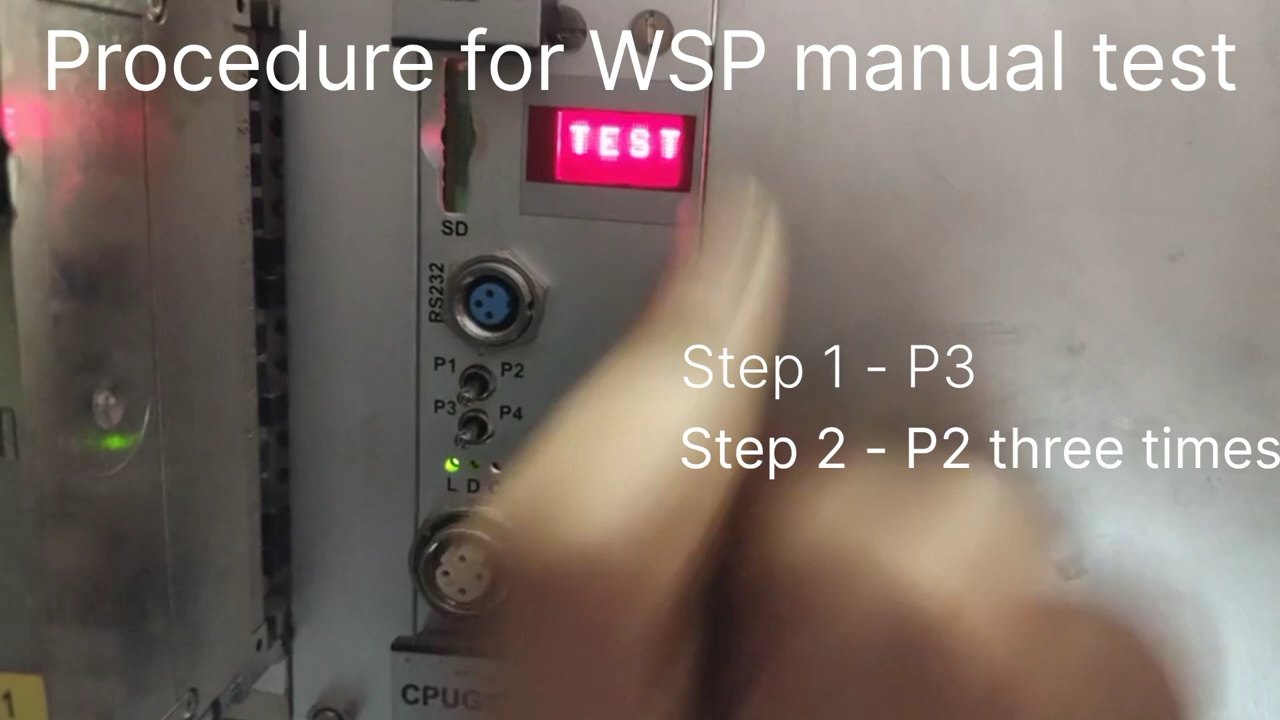 Procedure for WSP manual test
TEST
SD
RS232
P1 P2
P3 P4
Step 1 - P3
Step 2 - P2 three times
L D
1